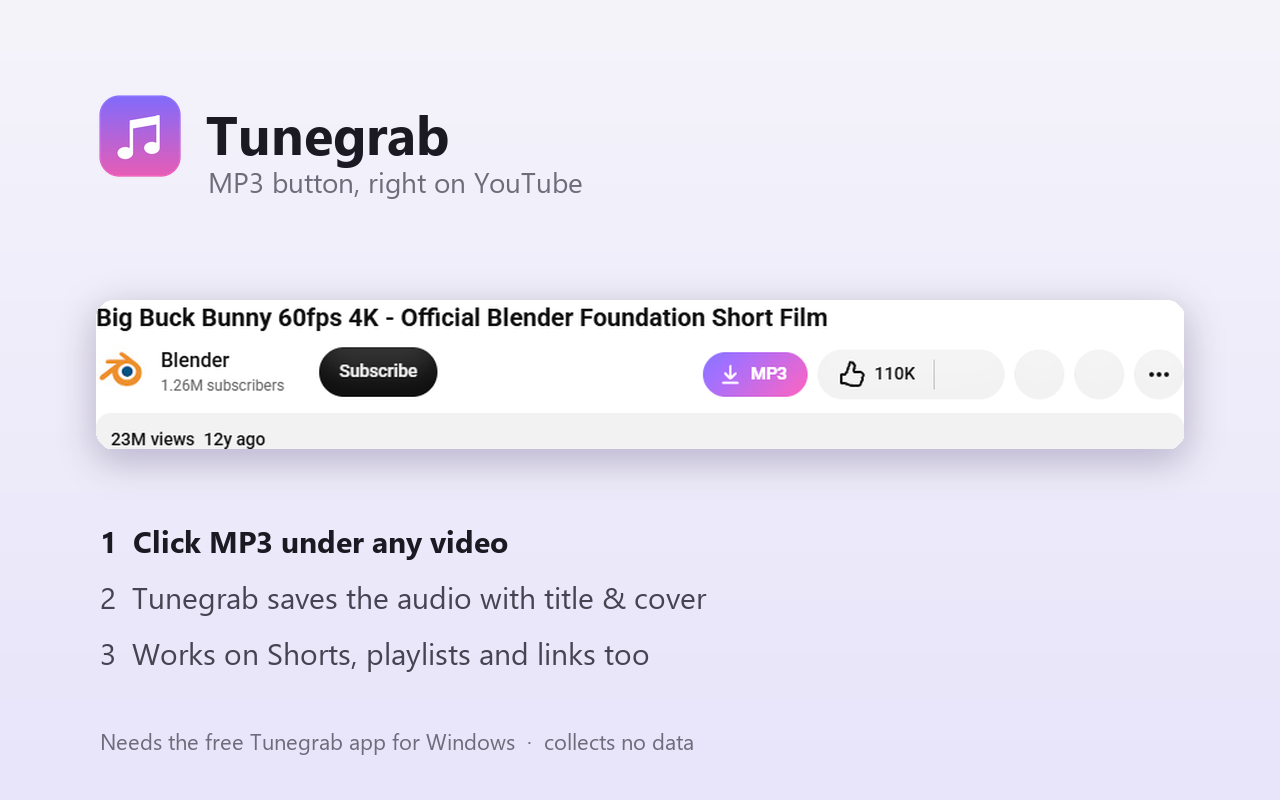 Tunegrab
MP3 button, right on YouTube
Big Buck Bunny 60fps 4K - Official Blender Foundation Short Film
Blender
1.26M subscribers
Subscribe
MP3
110K
23M views 12y ago
1 Click MP3 under any video
2 Tunegrab saves the audio with title & cover
3 Works on Shorts, playlists and links too
Needs the free Tunegrab app for Windows · collects no data